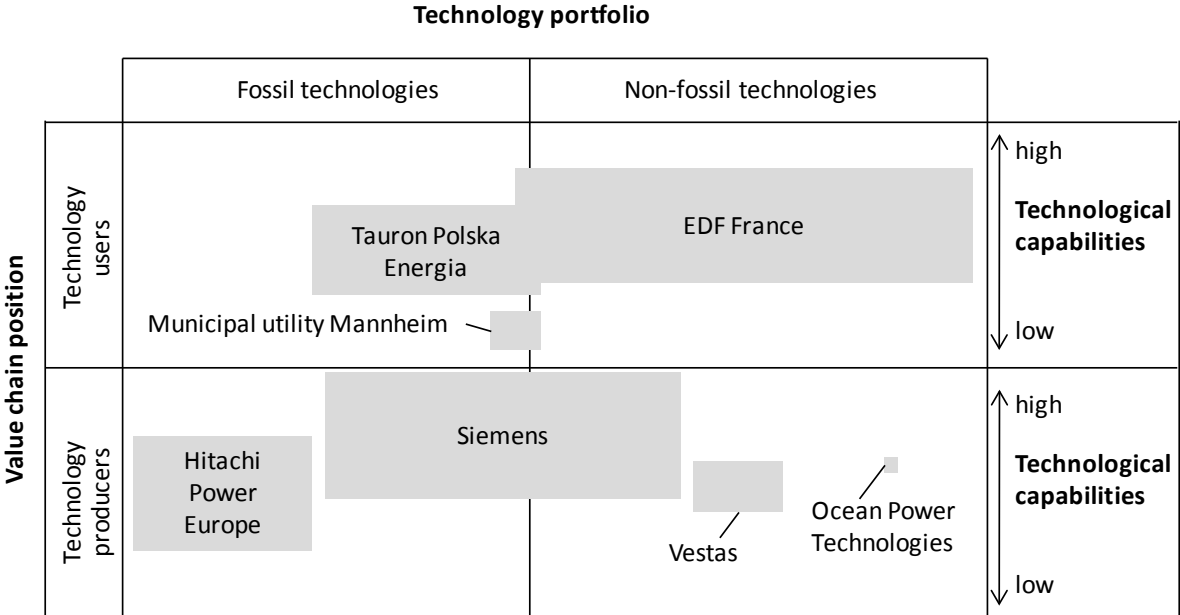 Technology portfolio
Fossil technologies
Non-fossil technologies
Value chain position
Technology
users
high
Technological
capabilities
low
EDF France
Tauron Polska
Energia
Municipal utility Mannheim
Technology
producers
high
Technological
capabilities
low
Siemens
Hitachi
Power
Europe
Vestas
Ocean Power
Technologies